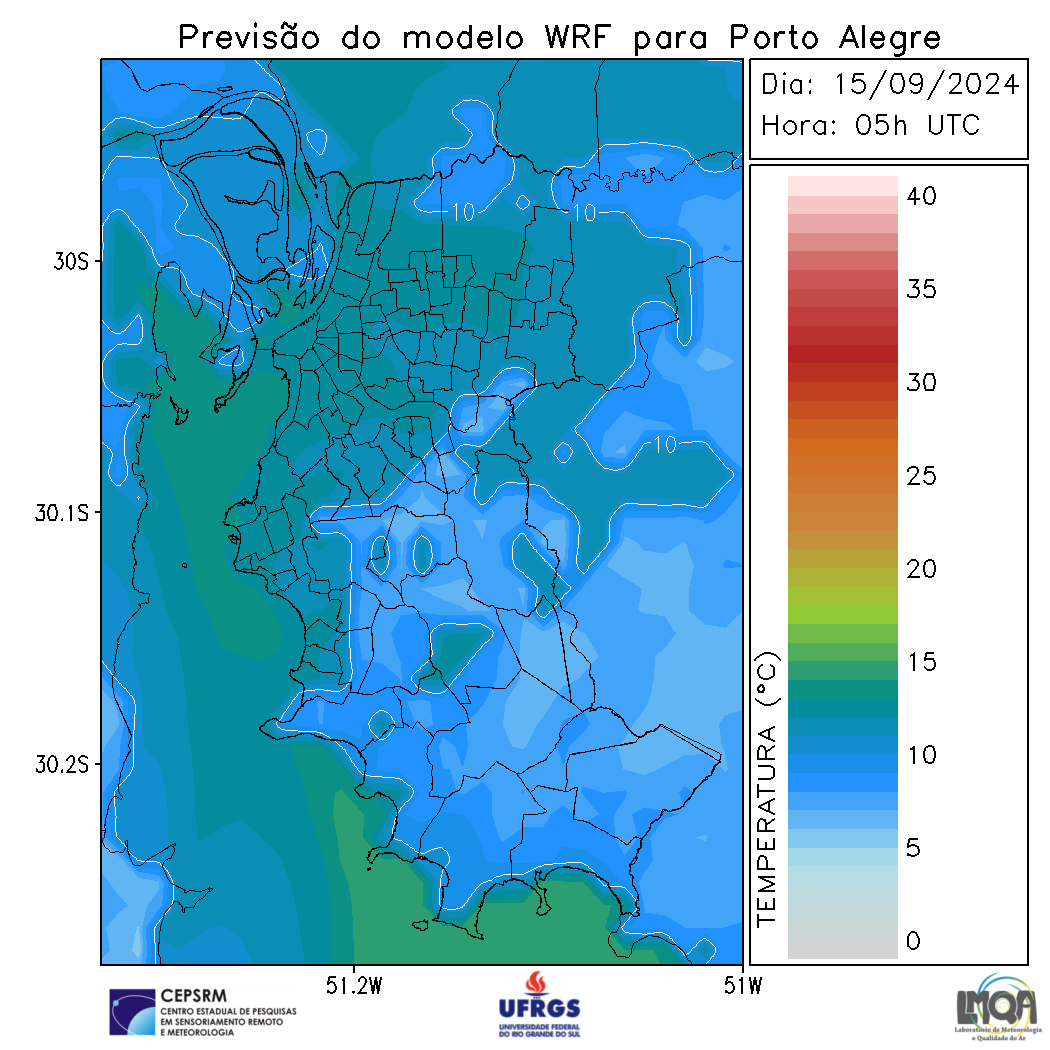 Previsão do modelo WRF para Porto Alegre
Dia: 15/09/2024
Hora: 05h UTC
40
35
30
25
20
15
10
5
0
TEMPERATURA (°C)
30S
30.1S
30.2S
51.2W
51W
10
10
10
CEPSRM
CENTRO ESTADUAL DE PESQUISAS
EM SENSORIAMENTO REMOTO
E METEOROLOGIA
UFRGS
UNIVERSIDADE FEDERAL
DO RIO GRANDE DO SUL
LMQA
Laboratório de Meteorologia
e Qualidade do Ar